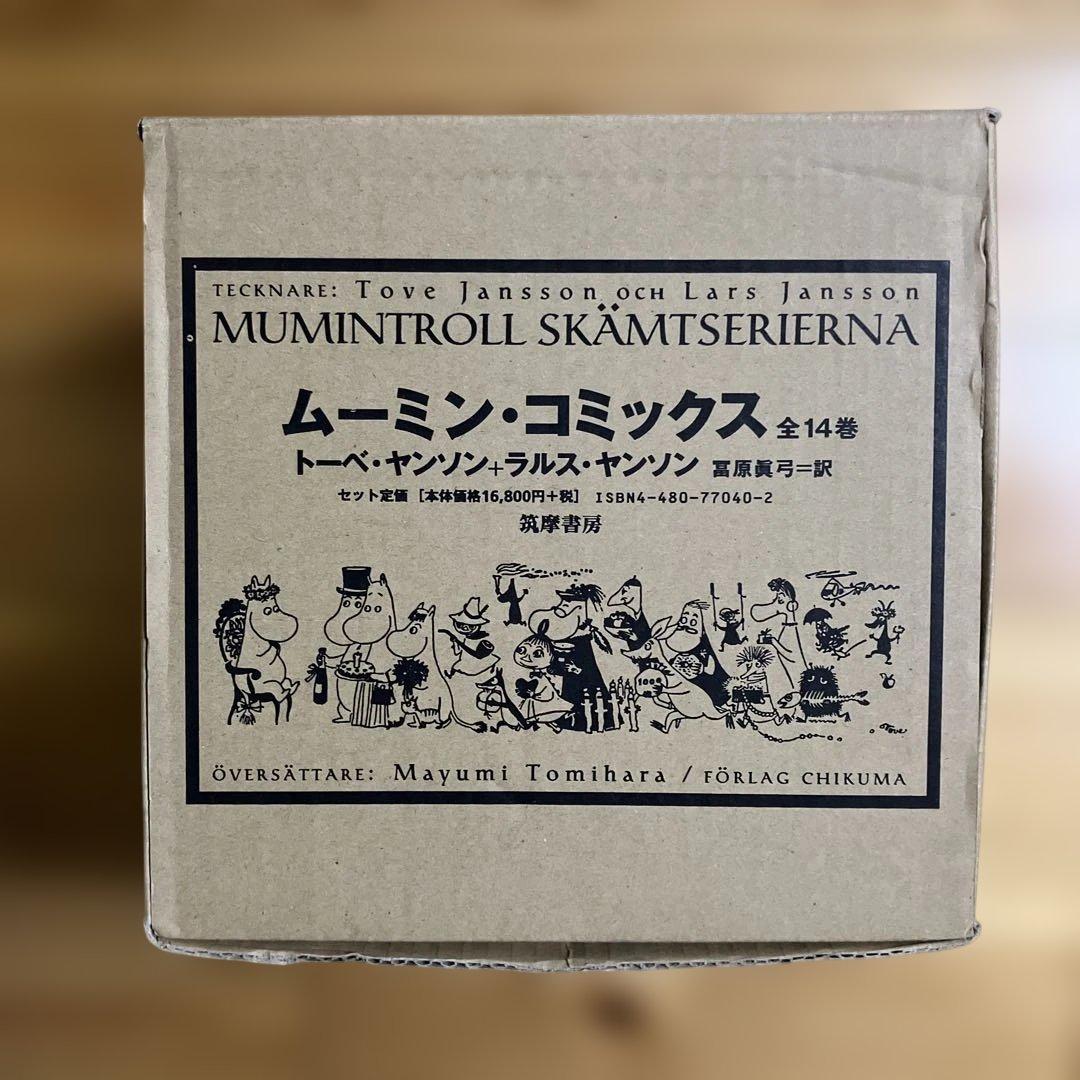 TECKNARE: Tove Jansson OCH Lars Jansson
MUMINTROLL SKÄMTSERIERNA
ムーミン・コミックス 全14巻
トーベ・ヤンソン+ラルス・ヤンソン 冨原眞弓=訳
セット定価 [本体価格16,800円+税] ISBN4-480-77040-2
筑摩書房
1000
Tove
ÖVERSÄTTARE: Mayumi Tomihara / FÖRLAG CHIKUMA